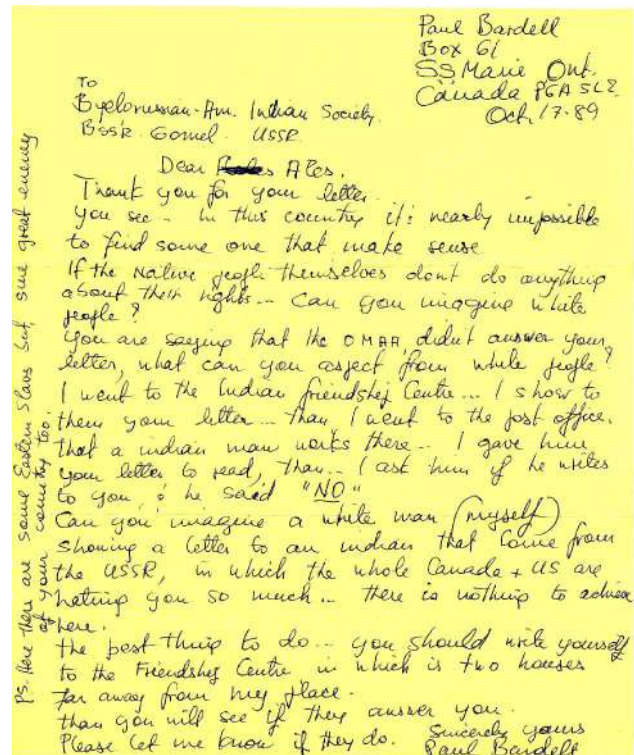 Paul Bardell
Box 61
SS Marie Ont.
Canada P6A 5L2
Oct, 17-89
To
Byelorussian-Am. Indian Society.
BSSR. Gomel. USSR
Dear Ales.
Thank you for your letter.
you see - in this country it's nearly impossible
to find some one that make sense
If the Native people themselves dont do anything
about their rights... Can you imagine white
people?
you are saying that the OMAA didn't answer your
letter, what can you aspect from white people?
I went to the Indian friendship Centre... I show to
them your letter... than, I went to the post office.
that a indian man works there... I gave him
your letter to read, than... I ask him if he writes
to you, & he said "NO"
Can you imagine a white man (myself)
showing a letter to an indian that come from
the USSR, in which the whole Canada + US are
hating you so much... there is nothing to achieve
here.
the best thing to do... you should write yourself
to the Friendship Centre in which is two houses
far away from my place.
than you will see if they answer you.
Please let me know if they do.
Sincerely yours
Paul Bardell
PS. Here there are some Eastern Slavs but, some great enemy
of your country too.